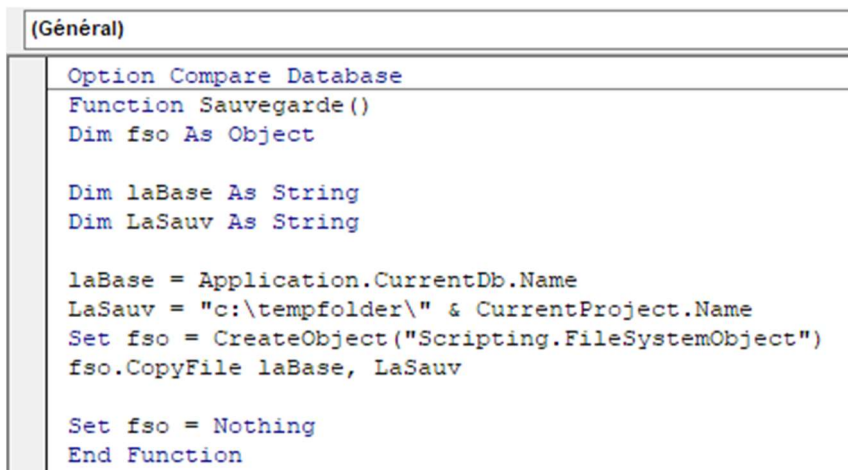 (Général)
Option Compare Database
Function Sauvegarde()
Dim fso As Object
Dim laBase As String
Dim LaSauv As String
laBase = Application.CurrentDb.Name
LaSauv = "c:\tempfolder\" & CurrentProject.Name
Set fso = CreateObject("Scripting.FileSystemObject")
fso.CopyFile laBase, LaSauv
Set fso = Nothing
End Function